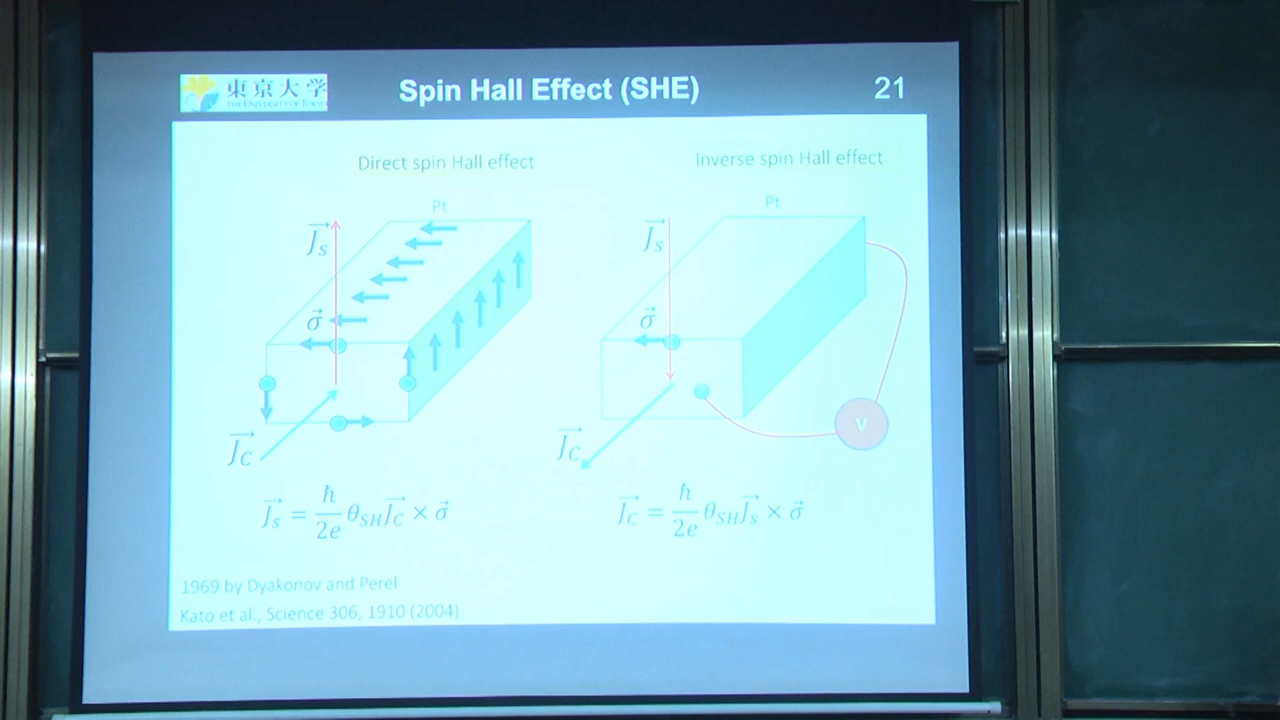 東京大学
THE UNIVERSITY OF TOKYO
Spin Hall Effect (SHE)
21
Direct spin Hall effect
Inverse spin Hall effect
Pt
Pt
J⃗s
J⃗s
σ⃗
σ⃗
J⃗C
J⃗C
V
J⃗s = ħ/2e θSH J⃗C × σ⃗
J⃗C = ħ/2e θSH J⃗s × σ⃗
1969 by Dyakonov and Perel
Kato et al., Science 306, 1910 (2004)